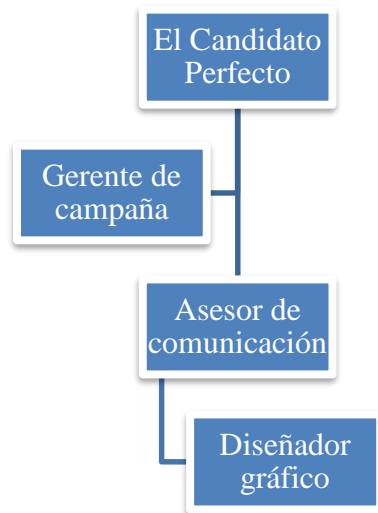 El Candidato
Perfecto
Gerente de
campaña
Asesor de
comunicación
Diseñador
gráfico